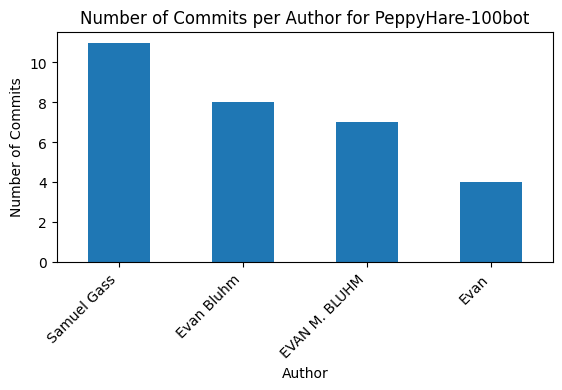 Number of Commits per Author for PeppyHare-100bot
Number of Commits
10
8
6
4
2
0
Samuel Gass
Evan Bluhm
EVAN M. BLUHM
Evan
Author